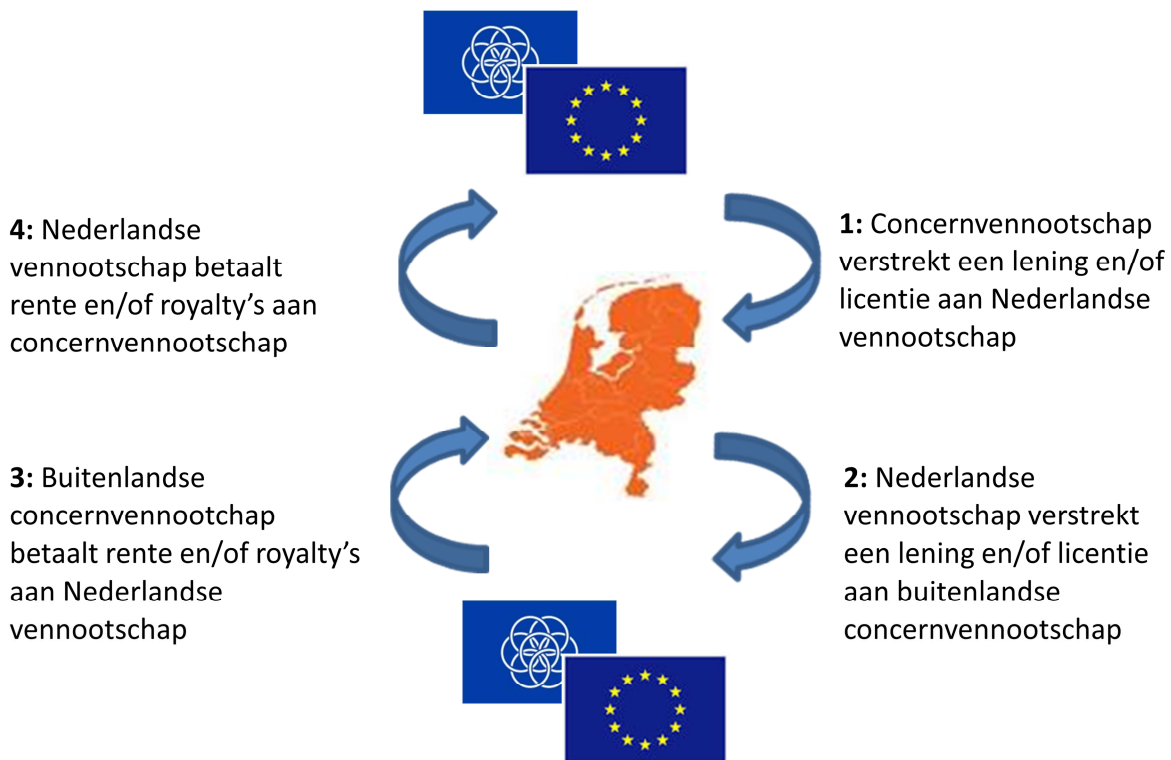 1: Concernvennootschap
verstrekt een lening en/of
licentie aan Nederlandse
vennootschap
2: Nederlandse
vennootschap verstrekt
een lening en/of licentie
aan buitenlandse
concernvennootschap
3: Buitenlandse
concernvennootchap
betaalt rente en/of royalty’s
aan Nederlandse
vennootschap
4: Nederlandse
vennootschap betaalt
rente en/of royalty’s aan
concernvennootschap